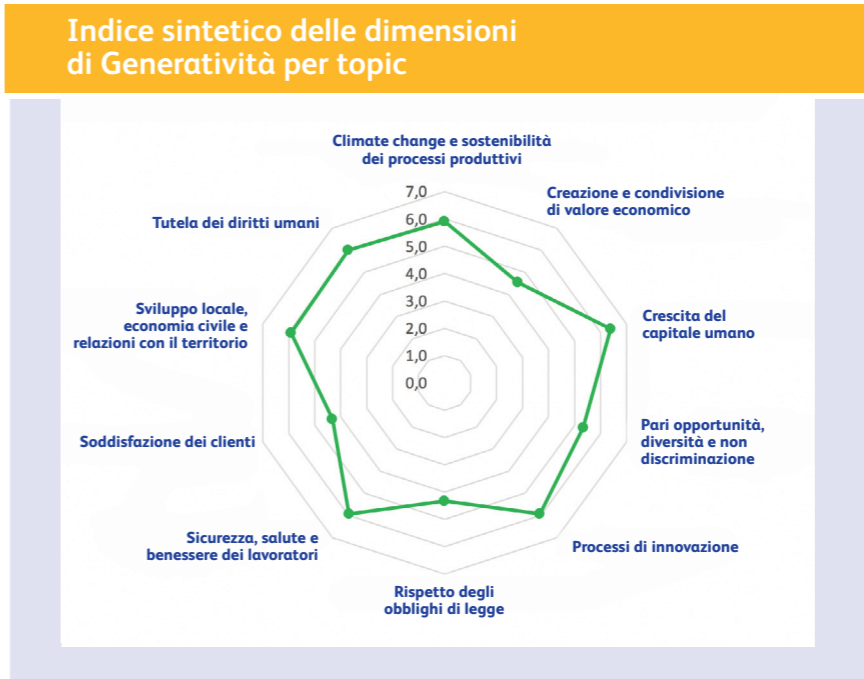 Indice sintetico delle dimensioni
di Generatività per topic
Climate change e sostenibilità
dei processi produttivi
Creazione e condivisione
di valore economico
Crescita del
capitale umano
Pari opportunità,
diversità e non
discriminazione
Processi di innovazione
Rispetto degli
obblighi di legge
Sicurezza, salute e
benessere dei lavoratori
Soddisfazione dei clienti
Sviluppo locale,
economia civile e
relazioni con il territorio
Tutela dei diritti umani
7,0
6,0
5,0
4,0
3,0
2,0
1,0
0,0